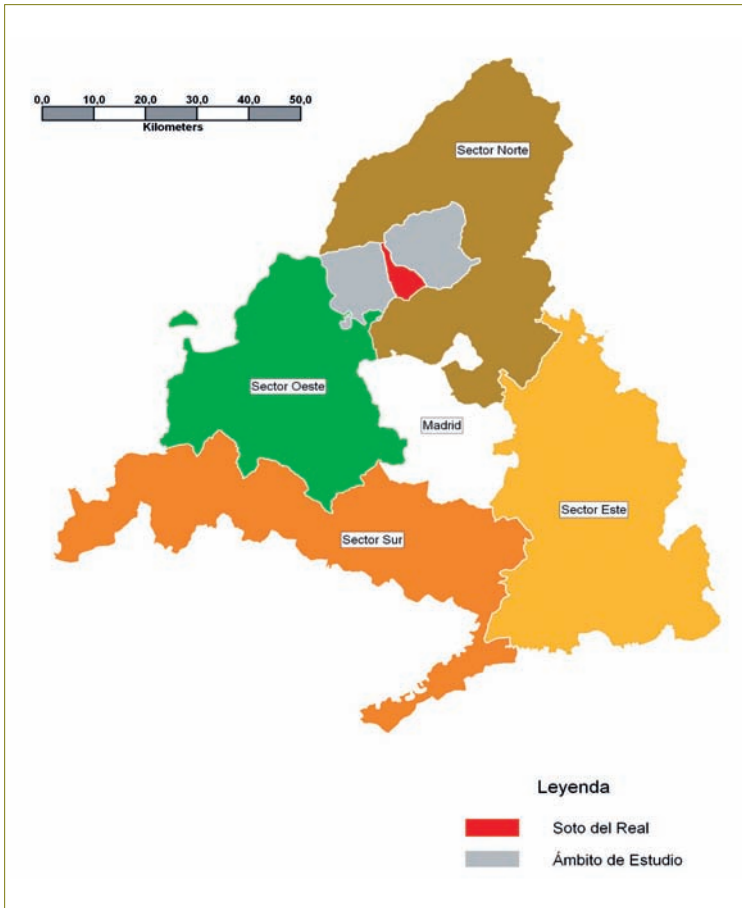 0,0 10,0 20,0 30,0 40,0 50,0
Kilometers
Sector Norte
Sector Oeste
Madrid
Sector Este
Sector Sur
Leyenda
Soto del Real
Ámbito de Estudio